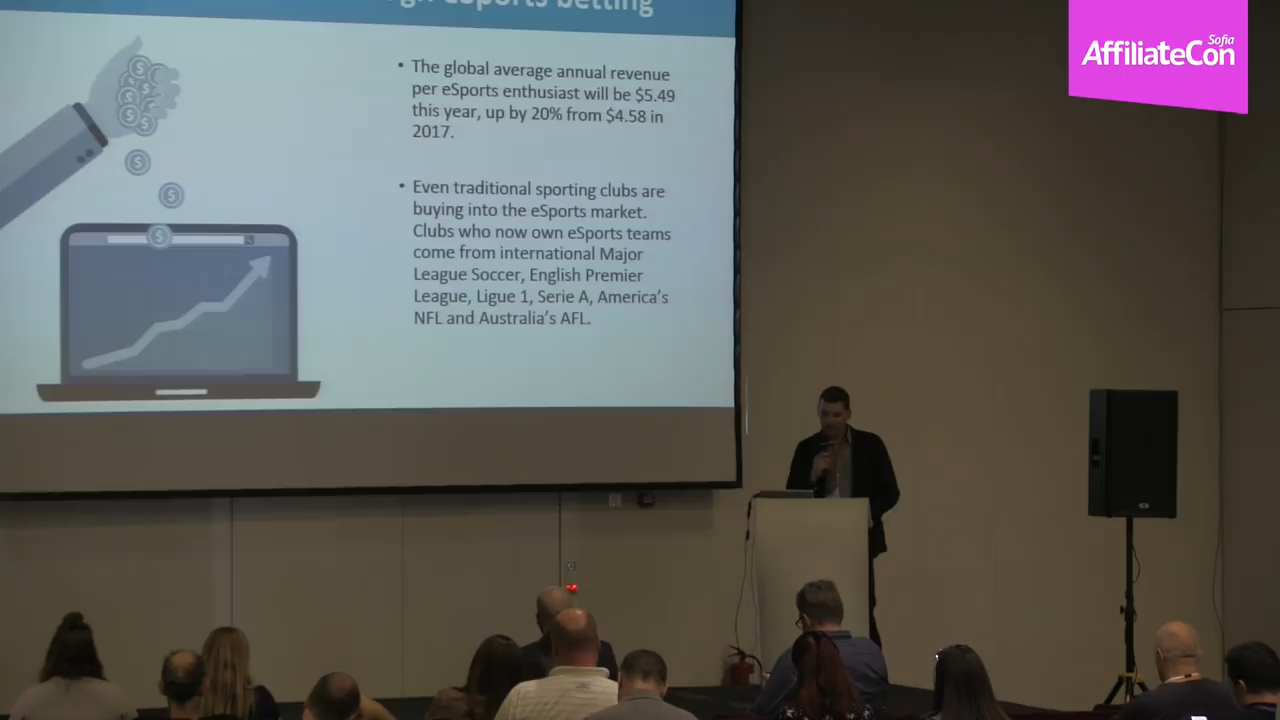 eSports betting
Sofia
AffiliateCon
• The global average annual revenue
per eSports enthusiast will be $5.49
this year, up by 20% from $4.58 in
2017.
• Even traditional sporting clubs are
buying into the eSports market.
Clubs who now own eSports teams
come from international Major
League Soccer, English Premier
League, Ligue 1, Serie A, America's
NFL and Australia's AFL.